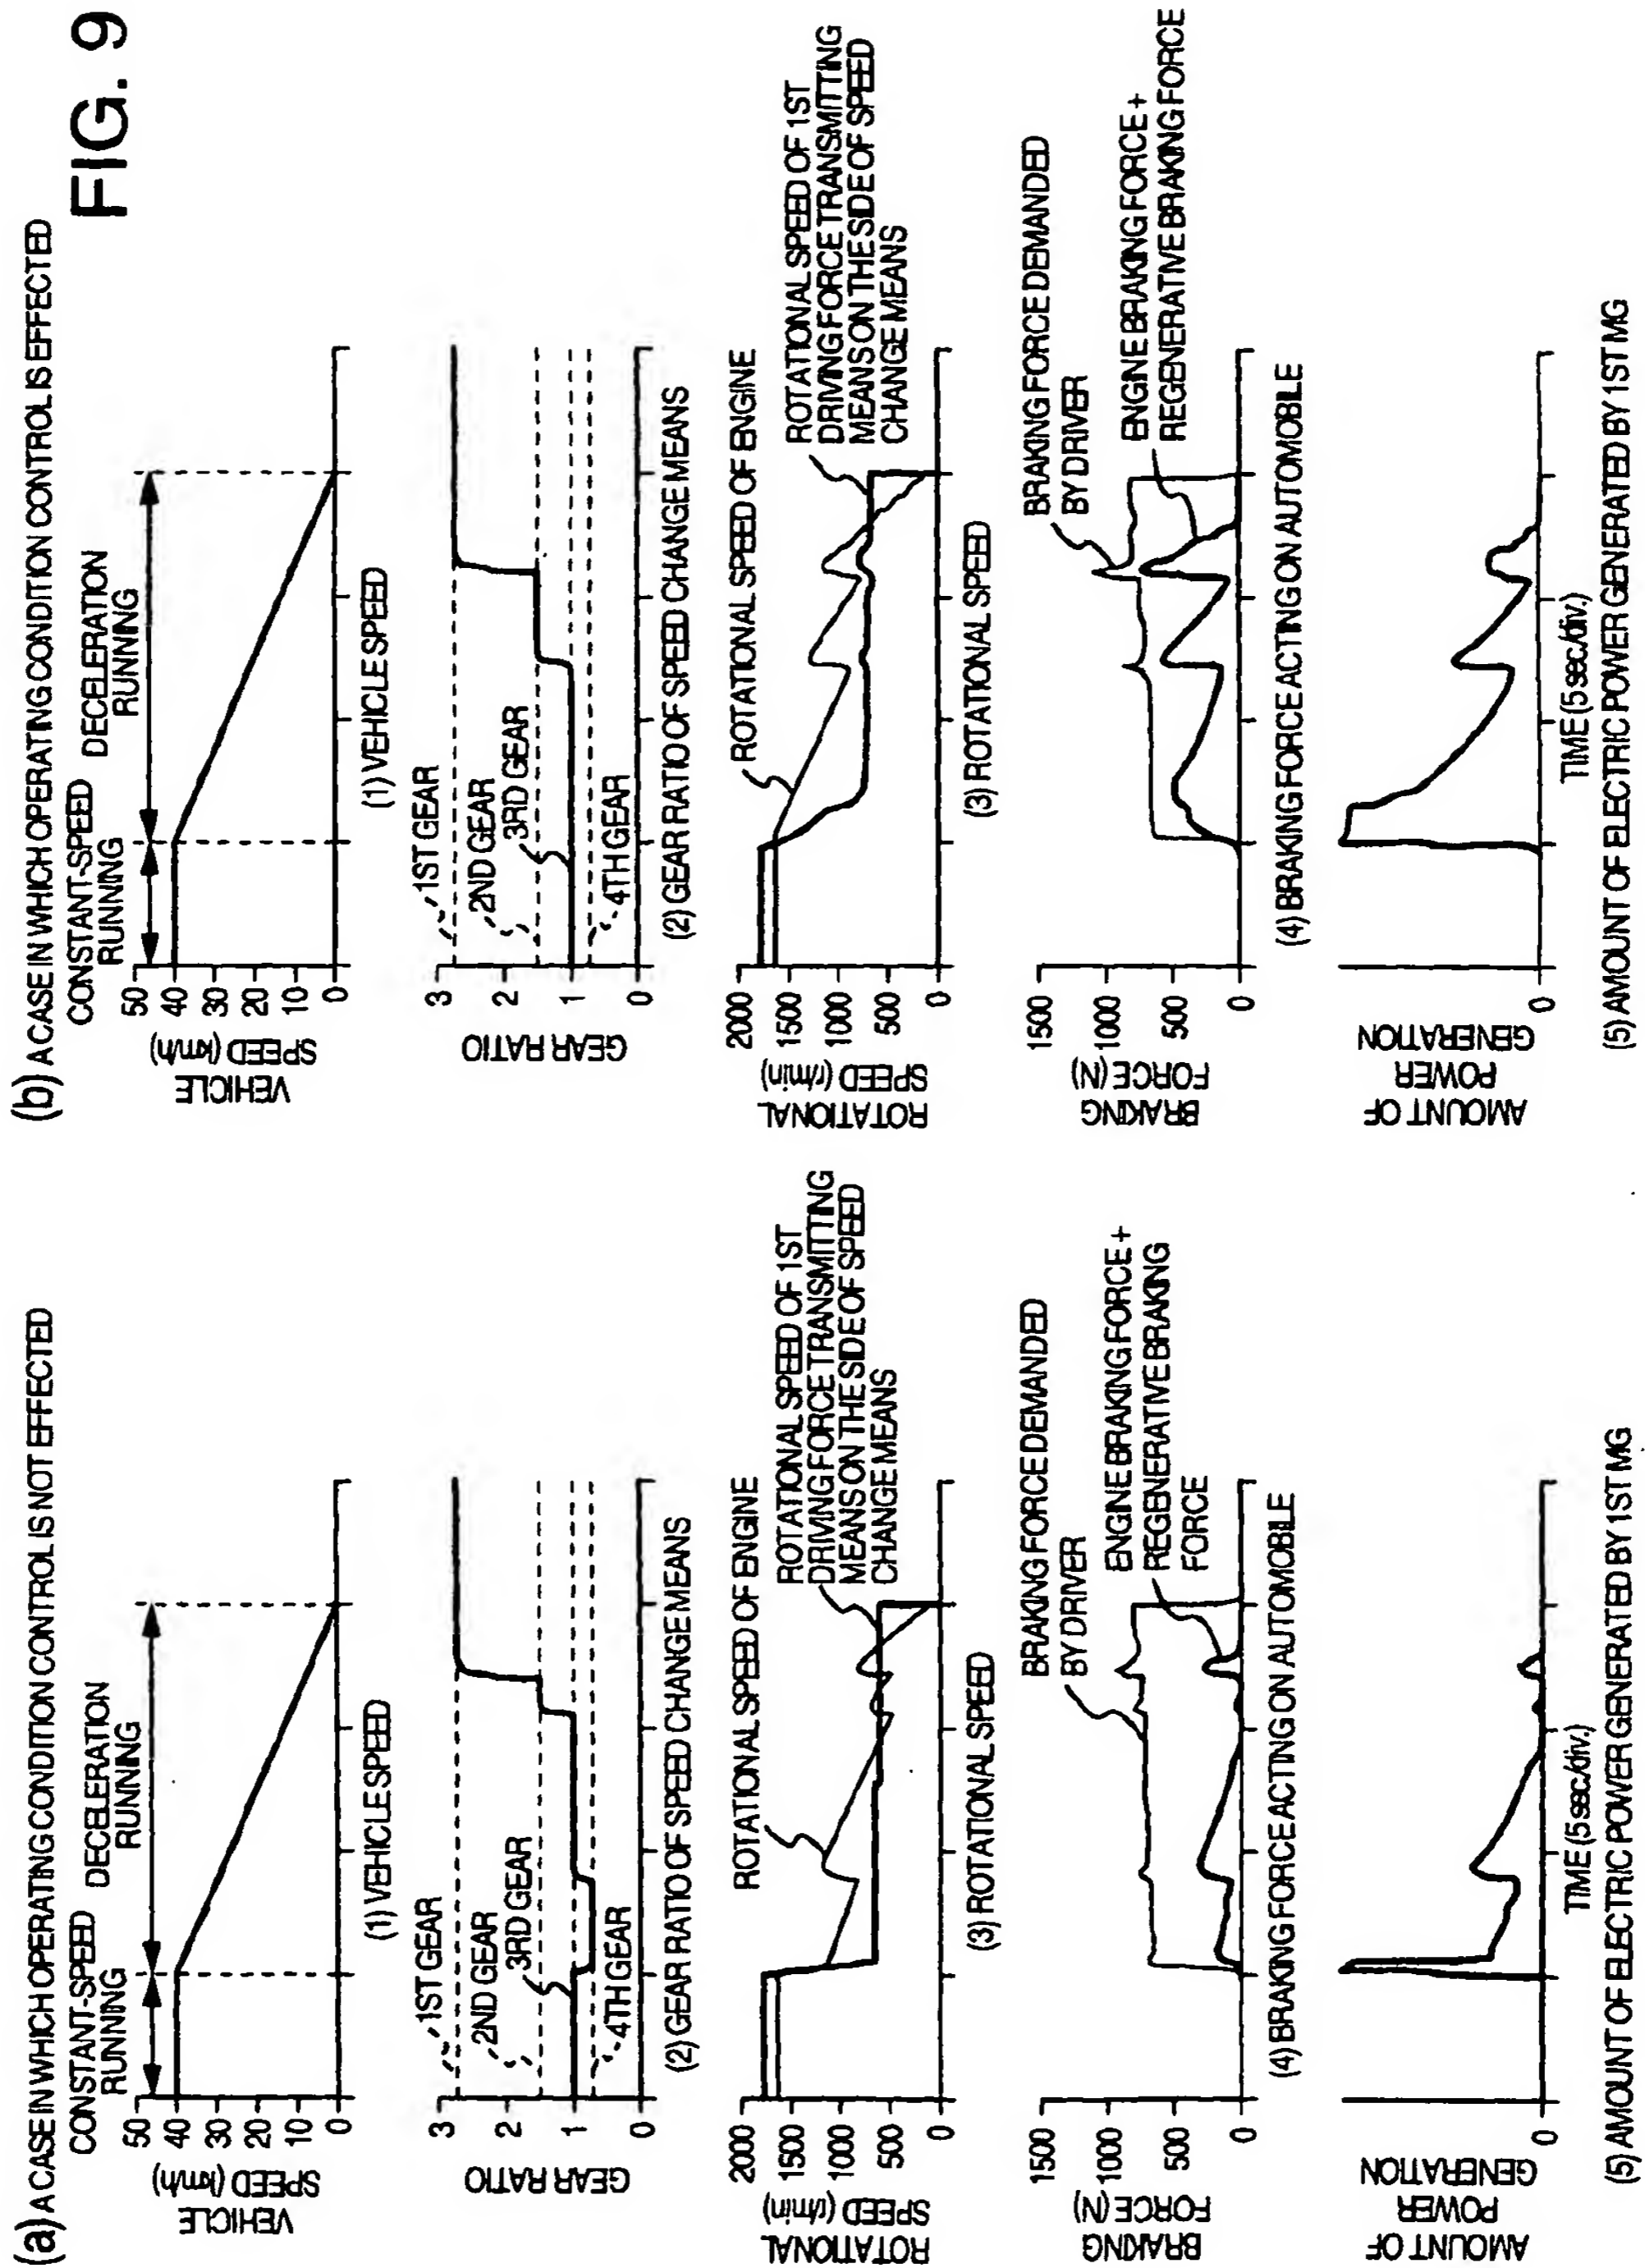 FIG. 9
(a) A CASE IN WHICH OPERATING CONDITION CONTROL IS NOT EFFECTED
CONSTANT-SPEED
RUNNING
DECELERATION
RUNNING
VEHICLE
SPEED (km/h)
50
40
30
20
10
0
(1) VEHICLE SPEED
GEAR RATIO
3
2
1
0
1ST GEAR
2ND GEAR
3RD GEAR
4TH GEAR
(2) GEAR RATIO OF SPEED CHANGE MEANS
ROTATIONAL
SPEED (r/min)
2000
1500
1000
500
0
ROTATIONAL SPEED OF ENGINE
ROTATIONAL SPEED OF 1ST
DRIVING FORCE TRANSMITTING
MEANS ON THE SIDE OF SPEED
CHANGE MEANS
(3) ROTATIONAL SPEED
BRAKING
FORCE (N)
1500
1000
500
0
BRAKING FORCE DEMANDED
BY DRIVER
ENGINE BRAKING FORCE +
REGENERATIVE BRAKING
FORCE
(4) BRAKING FORCE ACTING ON AUTOMOBILE
AMOUNT OF
POWER
GENERATION
0
TIME (5 sec/div.)
(5) AMOUNT OF ELECTRIC POWER GENERATED BY 1ST MG
(b) A CASE IN WHICH OPERATING CONDITION CONTROL IS EFFECTED
CONSTANT-SPEED
RUNNING
DECELERATION
RUNNING
VEHICLE
SPEED (km/h)
50
40
30
20
10
0
(1) VEHICLE SPEED
GEAR RATIO
3
2
1
0
1ST GEAR
2ND GEAR
3RD GEAR
4TH GEAR
(2) GEAR RATIO OF SPEED CHANGE MEANS
ROTATIONAL
SPEED (r/min)
2000
1500
1000
500
0
ROTATIONAL SPEED OF ENGINE
ROTATIONAL SPEED OF 1ST
DRIVING FORCE TRANSMITTING
MEANS ON THE SIDE OF SPEED
CHANGE MEANS
(3) ROTATIONAL SPEED
BRAKING
FORCE (N)
1500
1000
500
0
BRAKING FORCE DEMANDED
BY DRIVER
ENGINE BRAKING FORCE +
REGENERATIVE BRAKING FORCE
(4) BRAKING FORCE ACTING ON AUTOMOBILE
AMOUNT OF
POWER
GENERATION
0
TIME (5 sec/div.)
(5) AMOUNT OF ELECTRIC POWER GENERATED BY 1ST MG